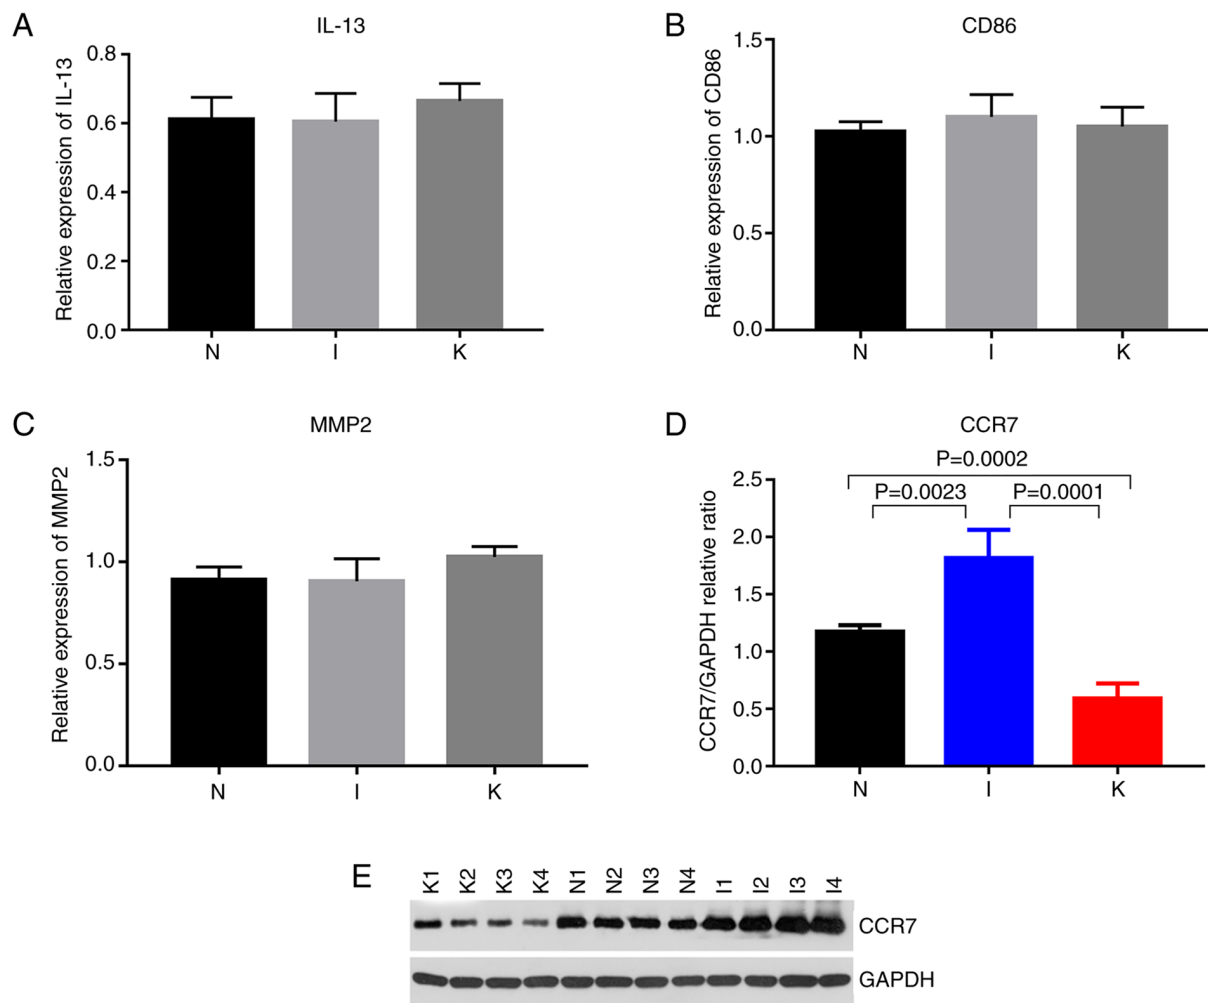 A
IL-13
Relative expression of IL-13
0.8
0.6
0.4
0.2
0.0
N I K
B
CD86
Relative expression of CD86
1.5
1.0
0.5
0.0
N I K
C
MMP2
Relative expression of MMP2
1.5
1.0
0.5
0.0
N I K
D
CCR7
P=0.0002
P=0.0023 P=0.0001
CCR7/GAPDH relative ratio
2.5
2.0
1.5
1.0
0.5
0.0
N I K
E
K1 K2 K3 K4 N1 N2 N3 N4 I1 I2 I3 I4
CCR7
GAPDH